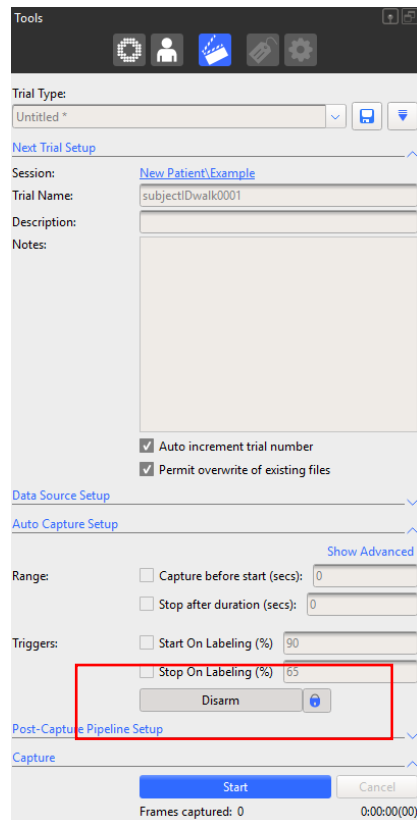 Tools
Trial Type:
Untitled *
Next Trial Setup
Session: New Patient\Example
Trial Name: subjectIDwalk0001
Description:
Notes:
Auto increment trial number
Permit overwrite of existing files
Data Source Setup
Auto Capture Setup
Show Advanced
Range: Capture before start (secs): 0
Stop after duration (secs): 0
Triggers: Start On Labeling (%) 90
Stop On Labeling (%) 65
Disarm
Post-Capture Pipeline Setup
Capture
Start Cancel
Frames captured: 0 0:00:00(00)